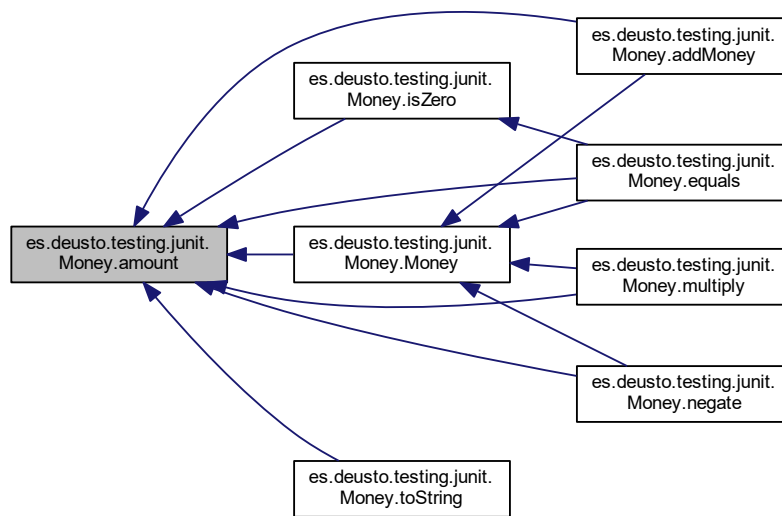 es.deusto.testing.junit.
Money.amount
es.deusto.testing.junit.
Money.isZero
es.deusto.testing.junit.
Money.Money
es.deusto.testing.junit.
Money.toString
es.deusto.testing.junit.
Money.addMoney
es.deusto.testing.junit.
Money.equals
es.deusto.testing.junit.
Money.multiply
es.deusto.testing.junit.
Money.negate